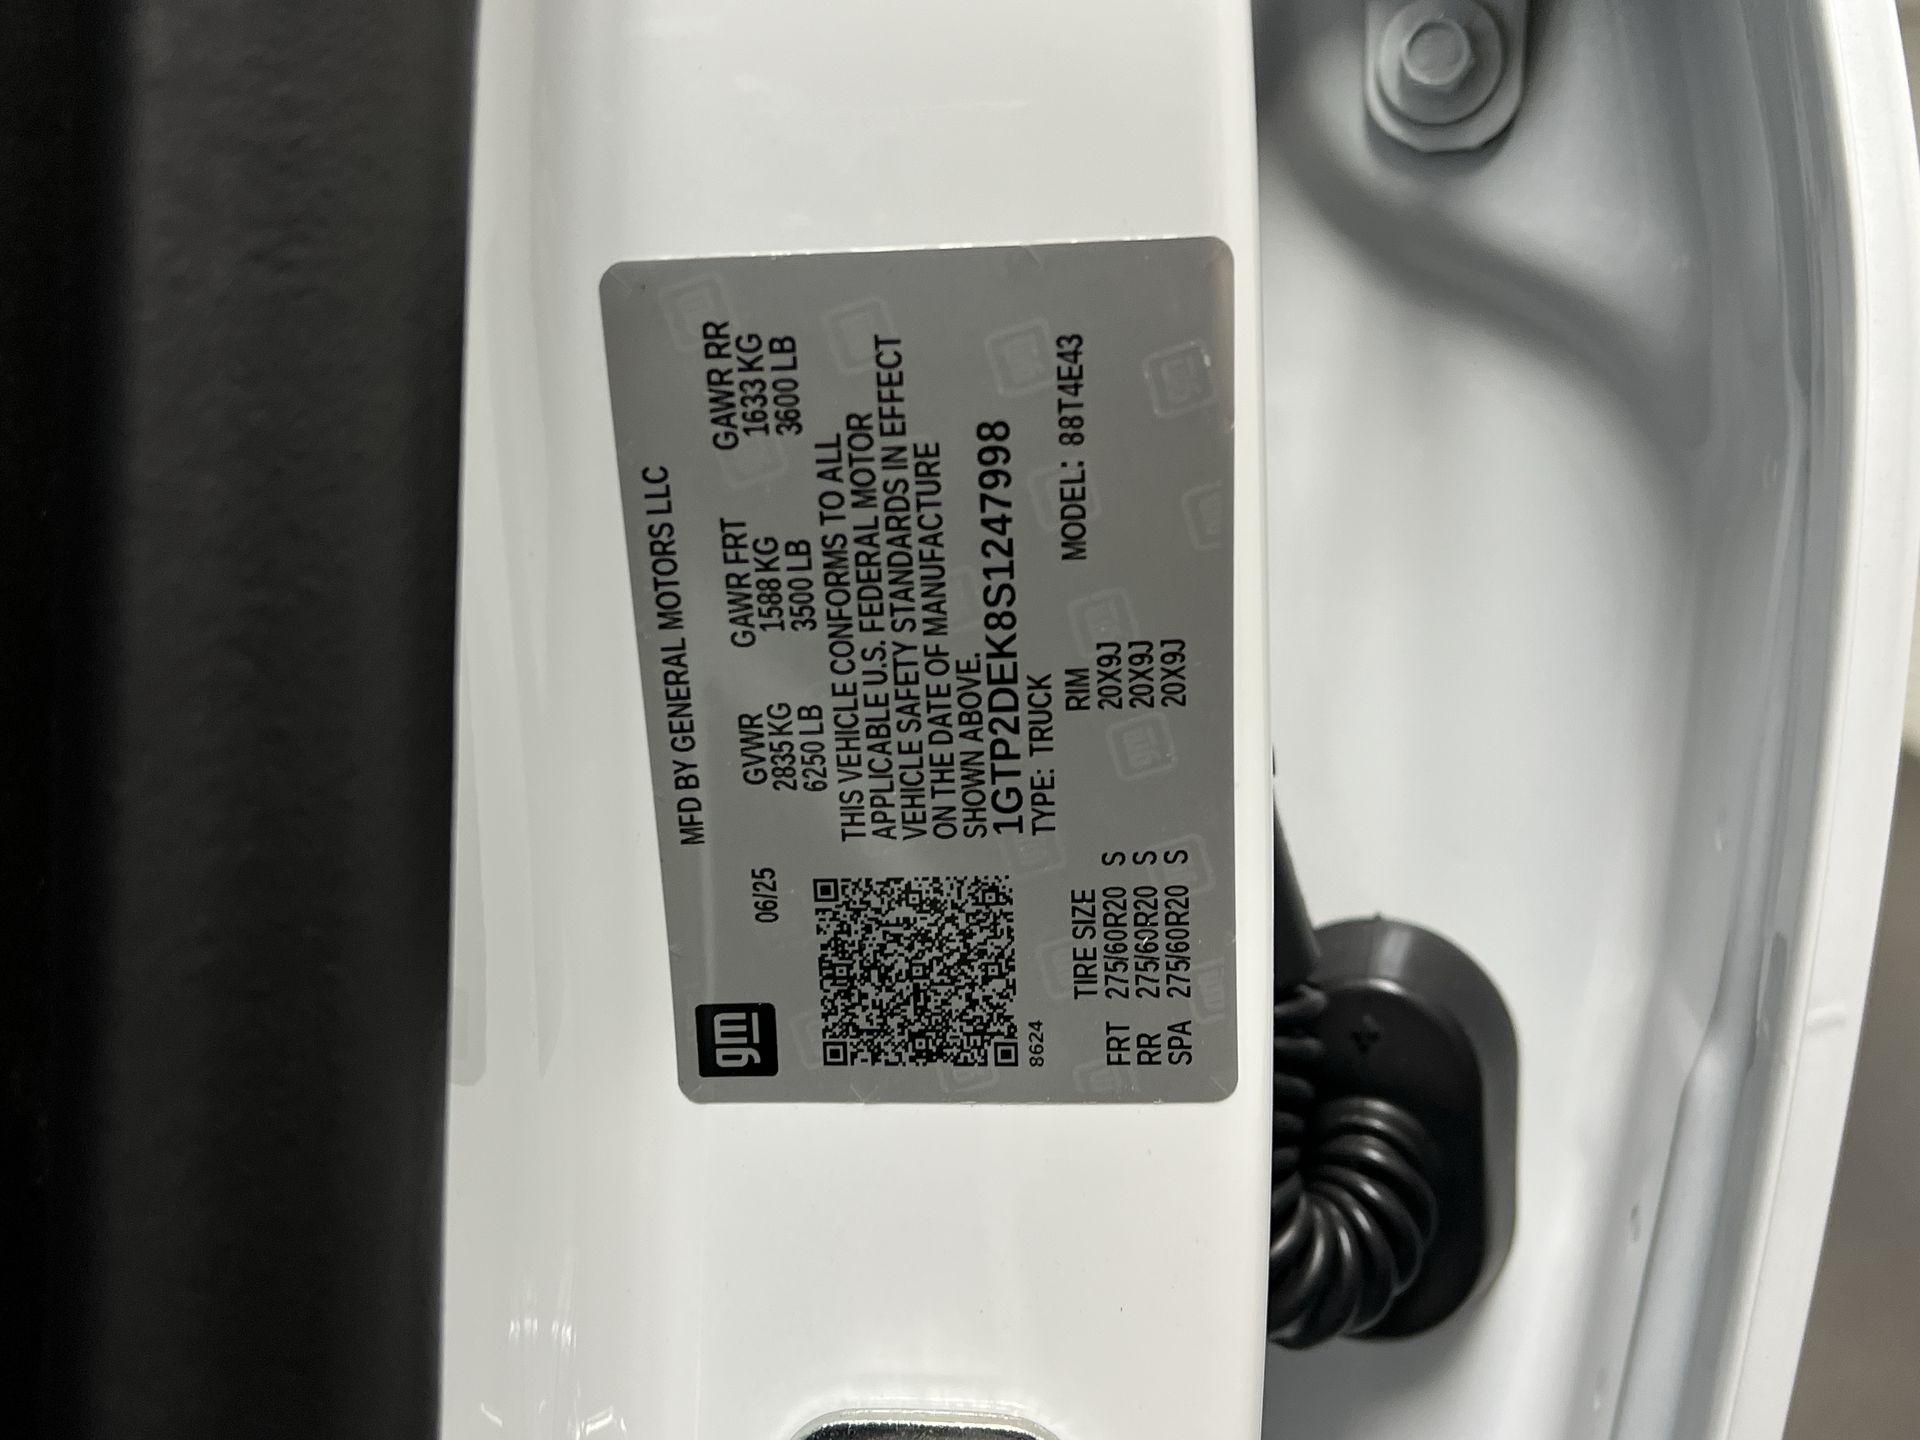 gm
MFD BY GENERAL MOTORS LLC
06/25
GVWR GAWR FRT GAWR RR
2835 KG 1588 KG 1633 KG
6250 LB 3500 LB 3600 LB
THIS VEHICLE CONFORMS TO ALL
APPLICABLE U.S. FEDERAL MOTOR
VEHICLE SAFETY STANDARDS IN EFFECT
ON THE DATE OF MANUFACTURE
SHOWN ABOVE.
1GTP2DEK8S1247998
8624
TYPE: TRUCK MODEL: 88T4E43
TIRE SIZE RIM
FRT 275/60R20 S 20X9J
RR 275/60R20 S 20X9J
SPA 275/60R20 S 20X9J